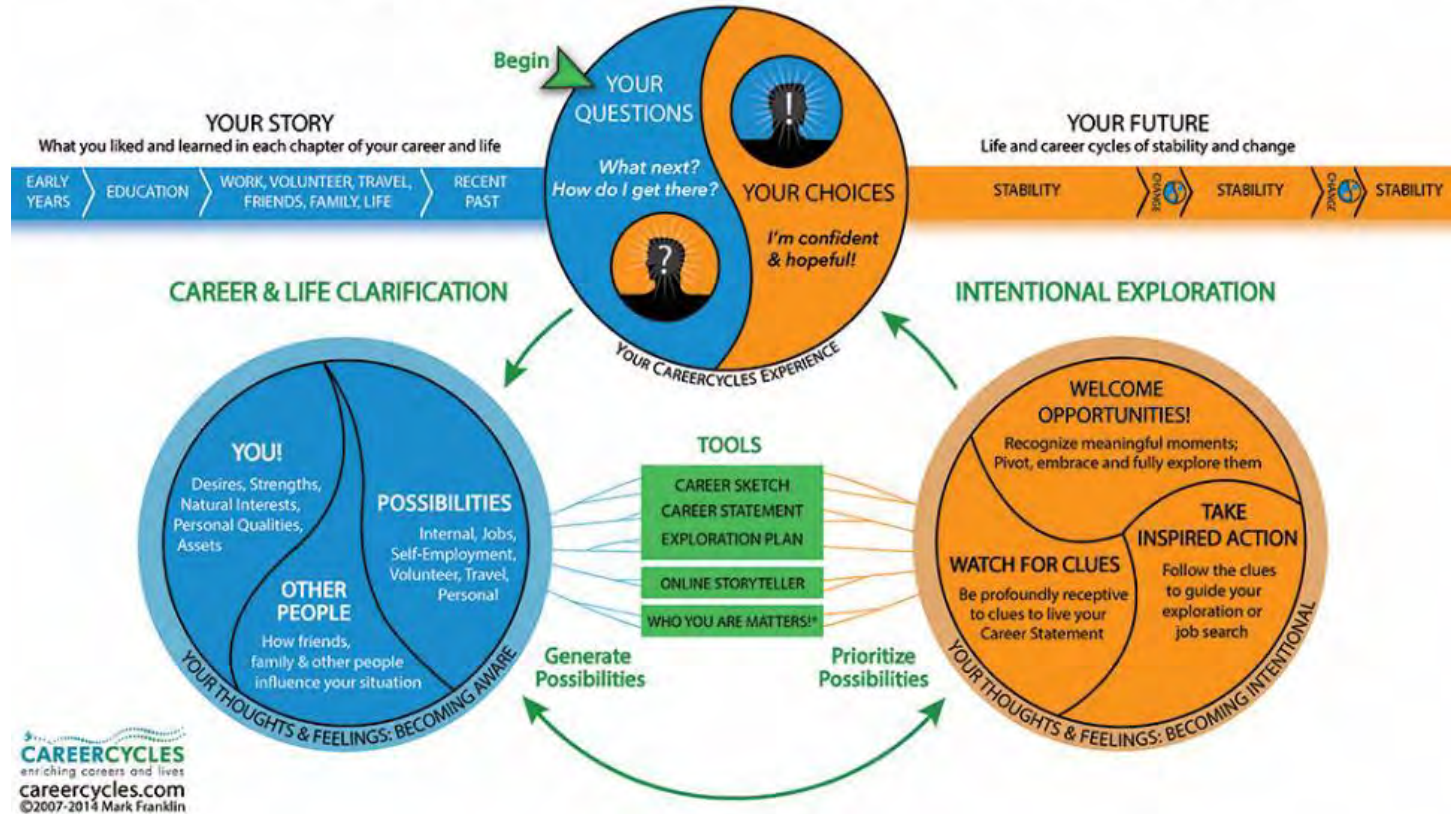 Begin
YOUR
QUESTIONS
What next?
How do I get there?
?
!
YOUR CHOICES
I'm confident
& hopeful!
YOUR CAREERCYCLES EXPERIENCE
YOUR STORY
What you liked and learned in each chapter of your career and life
EARLY
YEARS
EDUCATION
WORK, VOLUNTEER, TRAVEL,
FRIENDS, FAMILY, LIFE
RECENT
PAST
YOUR FUTURE
Life and career cycles of stability and change
STABILITY
CHANGE
STABILITY
CHANGE
STABILITY
CAREER & LIFE CLARIFICATION
YOU!
Desires, Strengths,
Natural Interests,
Personal Qualities,
Assets
OTHER
PEOPLE
How friends,
family & other people
influence your situation
POSSIBILITIES
Internal, Jobs,
Self-Employment,
Volunteer, Travel,
Personal
YOUR THOUGHTS & FEELINGS: BECOMING AWARE
TOOLS
CAREER SKETCH
CAREER STATEMENT
EXPLORATION PLAN
ONLINE STORYTELLER
WHO YOU ARE MATTERS!®
Generate
Possibilities
Prioritize
Possibilities
INTENTIONAL EXPLORATION
WELCOME
OPPORTUNITIES!
Recognize meaningful moments;
Pivot, embrace and fully explore them
WATCH FOR CLUES
Be profoundly receptive
to clues to live your
Career Statement
TAKE
INSPIRED ACTION
Follow the clues
to guide your
exploration or
job search
YOUR THOUGHTS & FEELINGS: BECOMING INTENTIONAL
CAREERCYCLES
enriching careers and lives
careercycles.com
©2007-2014 Mark Franklin